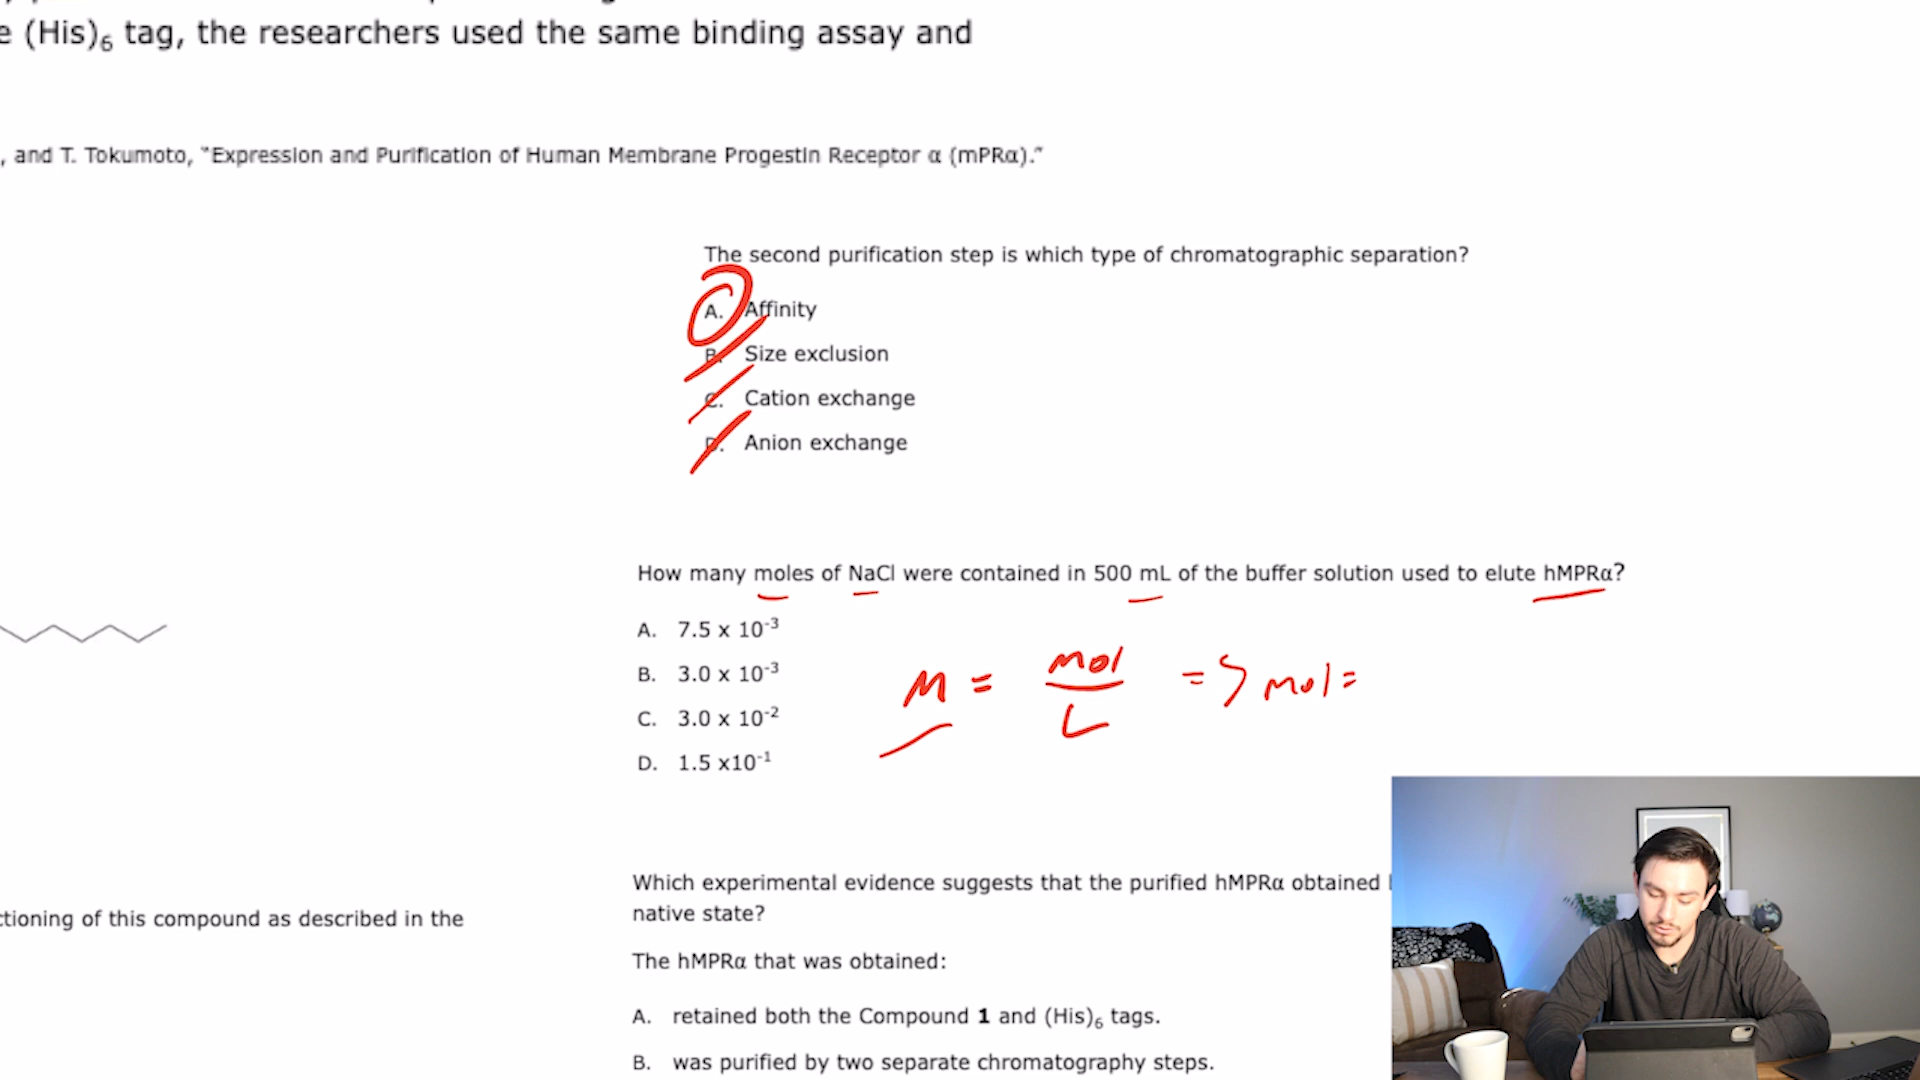 e (His)₆ tag, the researchers used the same binding assay and
, and T. Tokumoto, "Expression and Purification of Human Membrane Progestin Receptor α (mPRα)."
The second purification step is which type of chromatographic separation?
A. Affinity
B. Size exclusion
C. Cation exchange
D. Anion exchange
How many moles of NaCl were contained in 500 mL of the buffer solution used to elute hMPRα?
A. 7.5 x 10⁻³
B. 3.0 x 10⁻³
C. 3.0 x 10⁻²
D. 1.5 x10⁻¹
M = mol / L => mol =
ctioning of this compound as described in the
Which experimental evidence suggests that the purified hMPRα obtained
native state?
The hMPRα that was obtained:
A. retained both the Compound 1 and (His)₆ tags.
B. was purified by two separate chromatography steps.